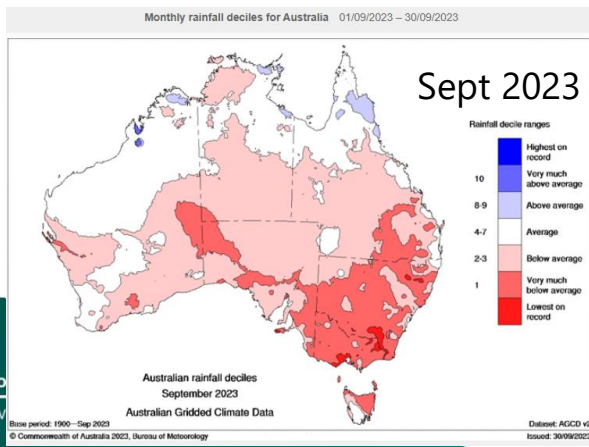 Monthly rainfall deciles for Australia 01/09/2023 – 30/09/2023
Sept 2023
Rainfall decile ranges
Highest on
record
10 Very much
above average
8-9 Above average
4-7 Average
2-3 Below average
1 Very much
below average
Lowest on
record
Australian rainfall deciles
September 2023
Australian Gridded Climate Data
Base period: 1900—Sep 2023
Dataset: AGCD v2
© Commonwealth of Australia 2023, Bureau of Meteorology
Issued: 30/09/2023